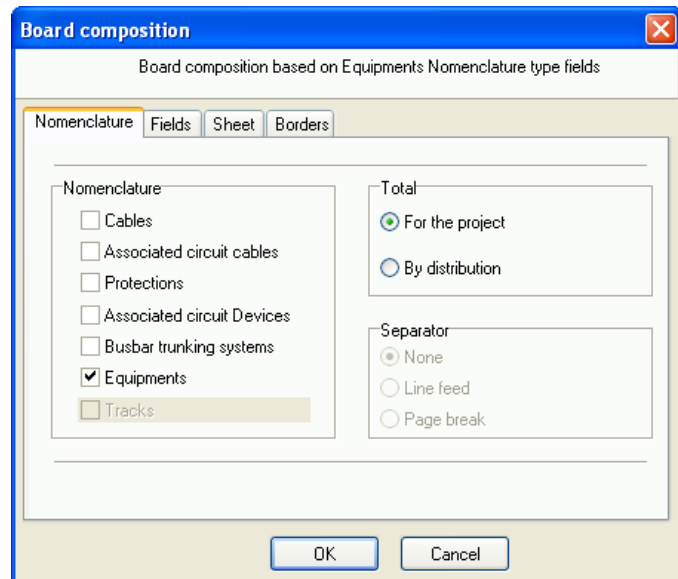 Board composition
Board composition based on Equipments Nomenclature type fields
Nomenclature Fields Sheet Borders
Nomenclature
Cables
Associated circuit cables
Protections
Associated circuit Devices
Busbar trunking systems
Equipments
Tracks
Total
For the project
By distribution
Separator
None
Line feed
Page break
OK Cancel